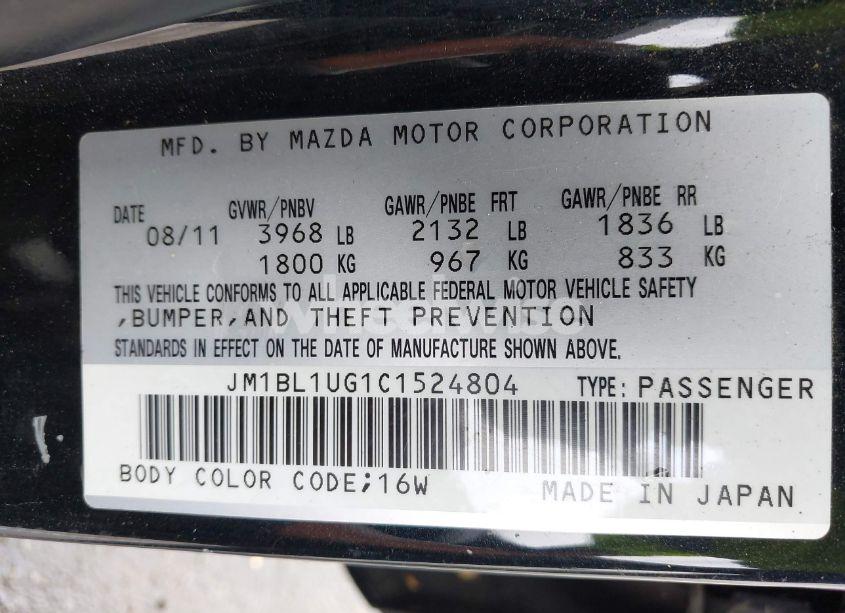 MFD. BY MAZDA MOTOR CORPORATION
DATE GVWR/PNBV GAWR/PNBE FRT GAWR/PNBE RR
08/11 3968 LB 2132 LB 1836 LB
1800 KG 967 KG 833 KG
THIS VEHICLE CONFORMS TO ALL APPLICABLE FEDERAL MOTOR VEHICLE SAFETY
,BUMPER,AND THEFT PREVENTION
STANDARDS IN EFFECT ON THE DATE OF MANUFACTURE SHOWN ABOVE.
JM1BL1UG1C1524804 TYPE: PASSENGER
BODY COLOR CODE;16W MADE IN JAPAN